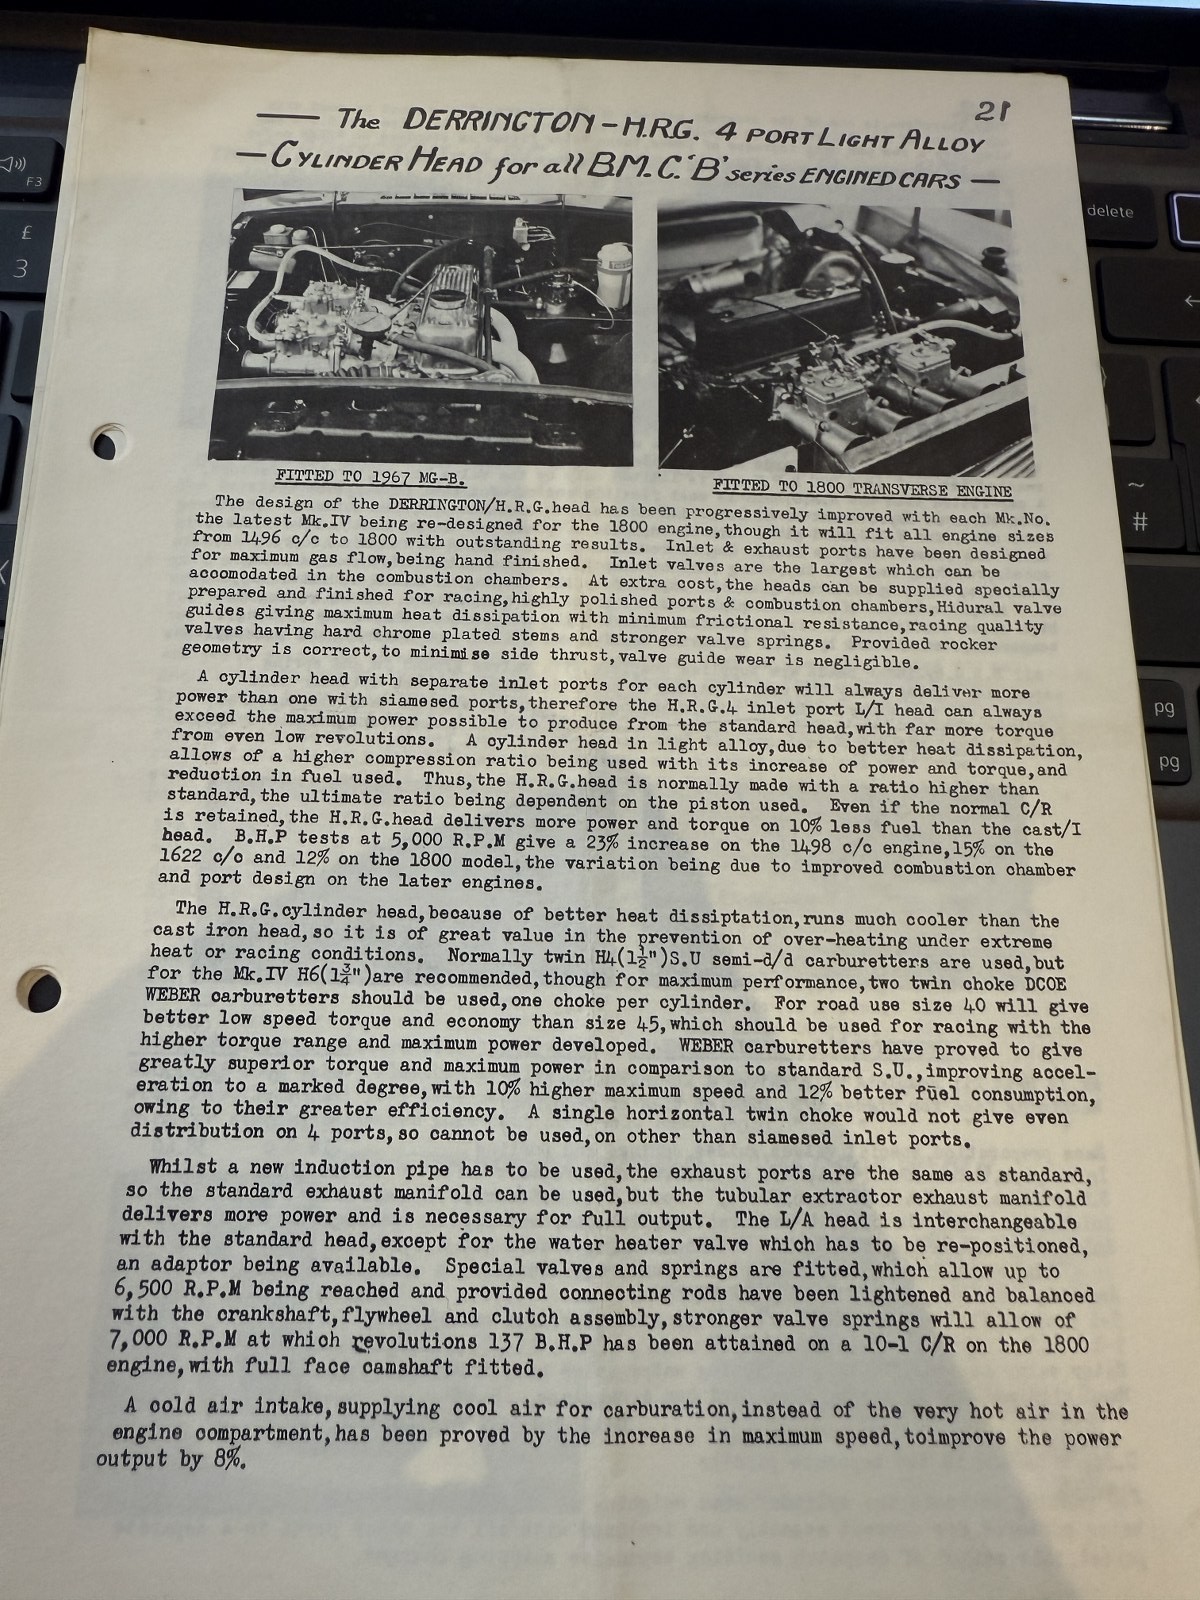 21
— The DERRINGTON-H.R.G. 4 PORT LIGHT ALLOY
— CYLINDER HEAD for all B.M.C. 'B' series ENGINED CARS —
FITTED TO 1967 MG-B.
FITTED TO 1800 TRANSVERSE ENGINE
The design of the DERRINGTON/H.R.G.head has been progressively improved with each Mk.No.
the latest Mk.IV being re-designed for the 1800 engine,though it will fit all engine sizes
from 1496 c/c to 1800 with outstanding results. Inlet & exhaust ports have been designed
for maximum gas flow,being hand finished. Inlet valves are the largest which can be
accomodated in the combustion chambers. At extra cost,the heads can be supplied specially
prepared and finished for racing,highly polished ports & combustion chambers,Hidural valve
guides giving maximum heat dissipation with minimum frictional resistance,racing quality
valves having hard chrome plated stems and stronger valve springs. Provided rocker
geometry is correct,to minimise side thrust,valve guide wear is negligible.
A cylinder head with separate inlet ports for each cylinder will always deliver more
power than one with siamesed ports,therefore the H.R.G.4 inlet port L/I head can always
exceed the maximum power possible to produce from the standard head,with far more torque
from even low revolutions. A cylinder head in light alloy,due to better heat dissipation,
allows of a higher compression ratio being used with its increase of power and torque,and
reduction in fuel used. Thus,the H.R.G.head is normally made with a ratio higher than
standard,the ultimate ratio being dependent on the piston used. Even if the normal C/R
is retained,the H.R.G.head delivers more power and torque on 10% less fuel than the cast/I
head. B.H.P tests at 5,000 R.P.M give a 23% increase on the 1498 c/c engine,15% on the
1622 c/c and 12% on the 1800 model,the variation being due to improved combustion chamber
and port design on the later engines.
The H.R.G.cylinder head,because of better heat dissiptation,runs much cooler than the
cast iron head,so it is of great value in the prevention of over-heating under extreme
heat or racing conditions. Normally twin H4(1½")S.U semi-d/d carburetters are used,but
for the Mk.IV H6(1¾")are recommended,though for maximum performance,two twin choke DCOE
WEBER carburetters should be used,one choke per cylinder. For road use size 40 will give
better low speed torque and economy than size 45,which should be used for racing with the
higher torque range and maximum power developed. WEBER carburetters have proved to give
greatly superior torque and maximum power in comparison to standard S.U.,improving accel-
eration to a marked degree,with 10% higher maximum speed and 12% better fuel consumption,
owing to their greater efficiency. A single horizontal twin choke would not give even
distribution on 4 ports,so cannot be used,on other than siamesed inlet ports.
Whilst a new induction pipe has to be used,the exhaust ports are the same as standard,
so the standard exhaust manifold can be used,but the tubular extractor exhaust manifold
delivers more power and is necessary for full output. The L/A head is interchangeable
with the standard head,except for the water heater valve which has to be re-positioned,
an adaptor being available. Special valves and springs are fitted,which allow up to
6,500 R.P.M being reached and provided connecting rods have been lightened and balanced
with the crankshaft,flywheel and clutch assembly,stronger valve springs will allow of
7,000 R.P.M at which revolutions 137 B.H.P has been attained on a 10-1 C/R on the 1800
engine,with full face camshaft fitted.
A cold air intake,supplying cool air for carburation,instead of the very hot air in the
engine compartment,has been proved by the increase in maximum speed,toimprove the power
output by 8%.
F3
£
3
delete
~
#
pg
pg